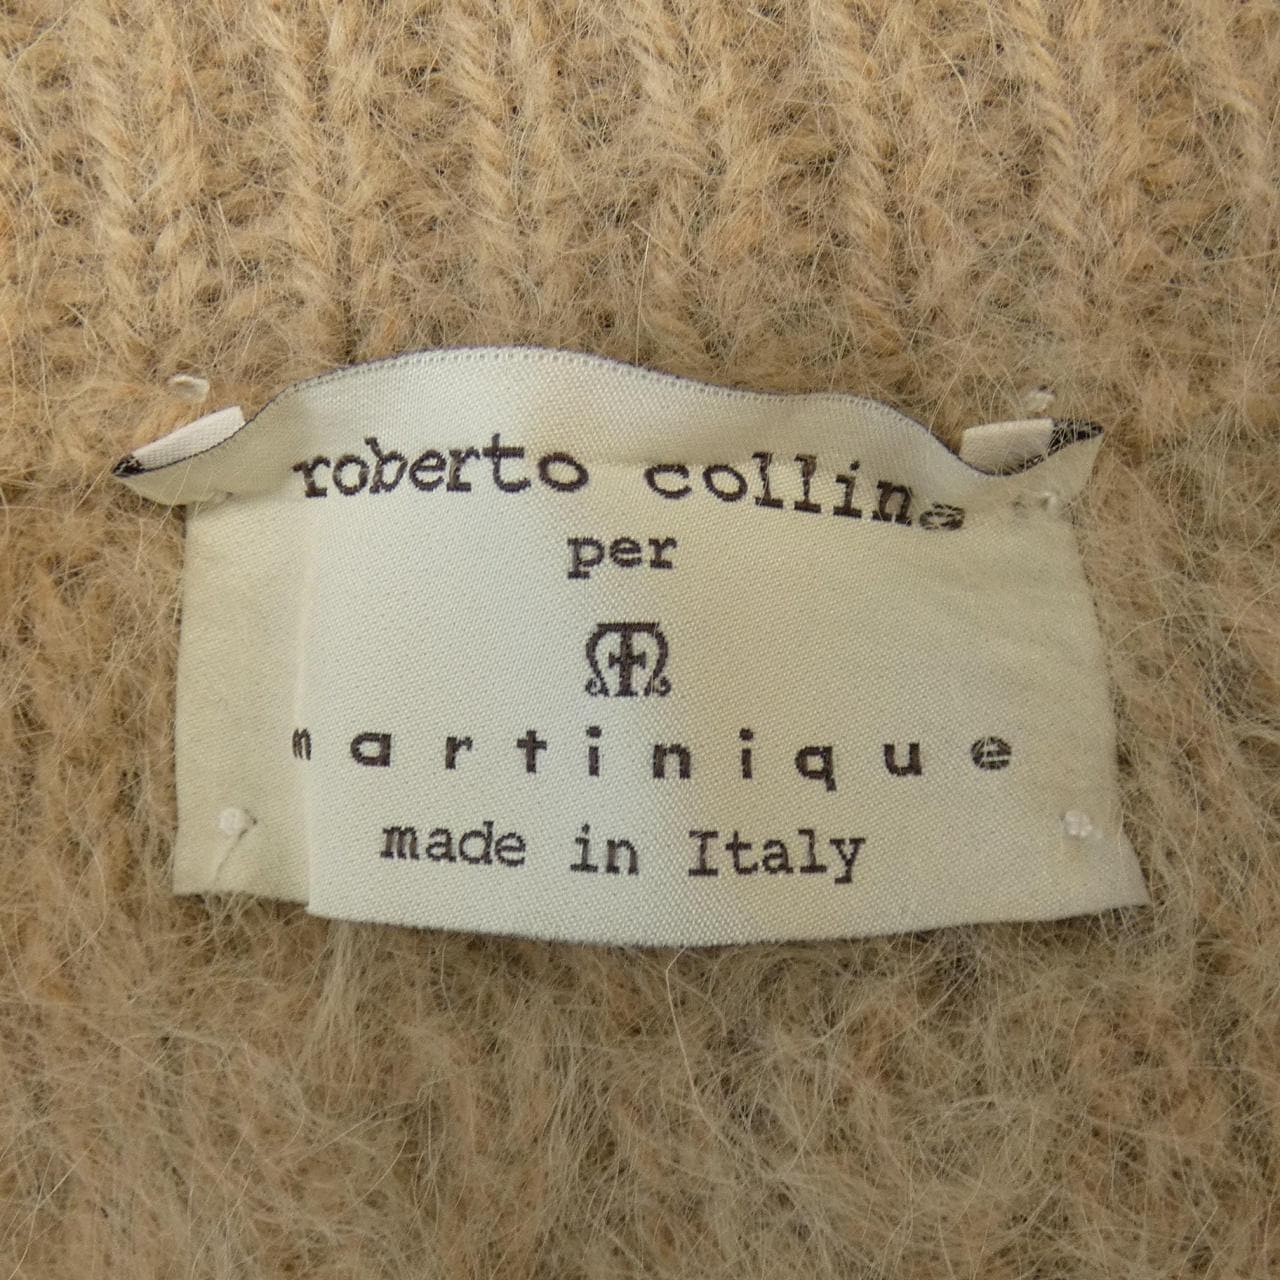 roberto collina
per
martinique
made in Italy